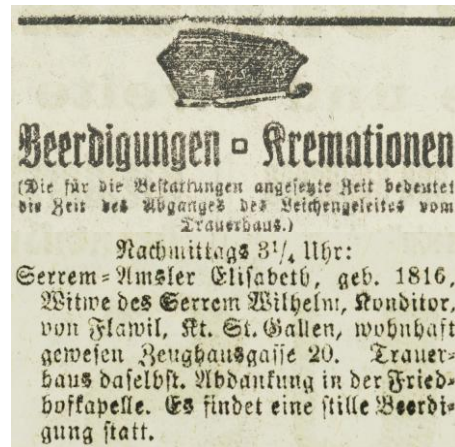 Beerdigungen ▫ Kremationen
(Die für die Bestattungen angesetzte Zeit bedeutet
die Zeit des Abganges des Leichengeleites vom
Trauerhaus.)
Nachmittags 3¼ Uhr:
Serrem-Amsler Elisabeth, geb. 1816,
Witwe des Serrem Wilhelm, Konditor,
von Flawil, Kt. St. Gallen, wohnhaft
gewesen Zeughausgasse 20. Trauer-
haus daselbst. Abdankung in der Fried-
hofkapelle. Es findet eine stille Beerdi-
gung statt.